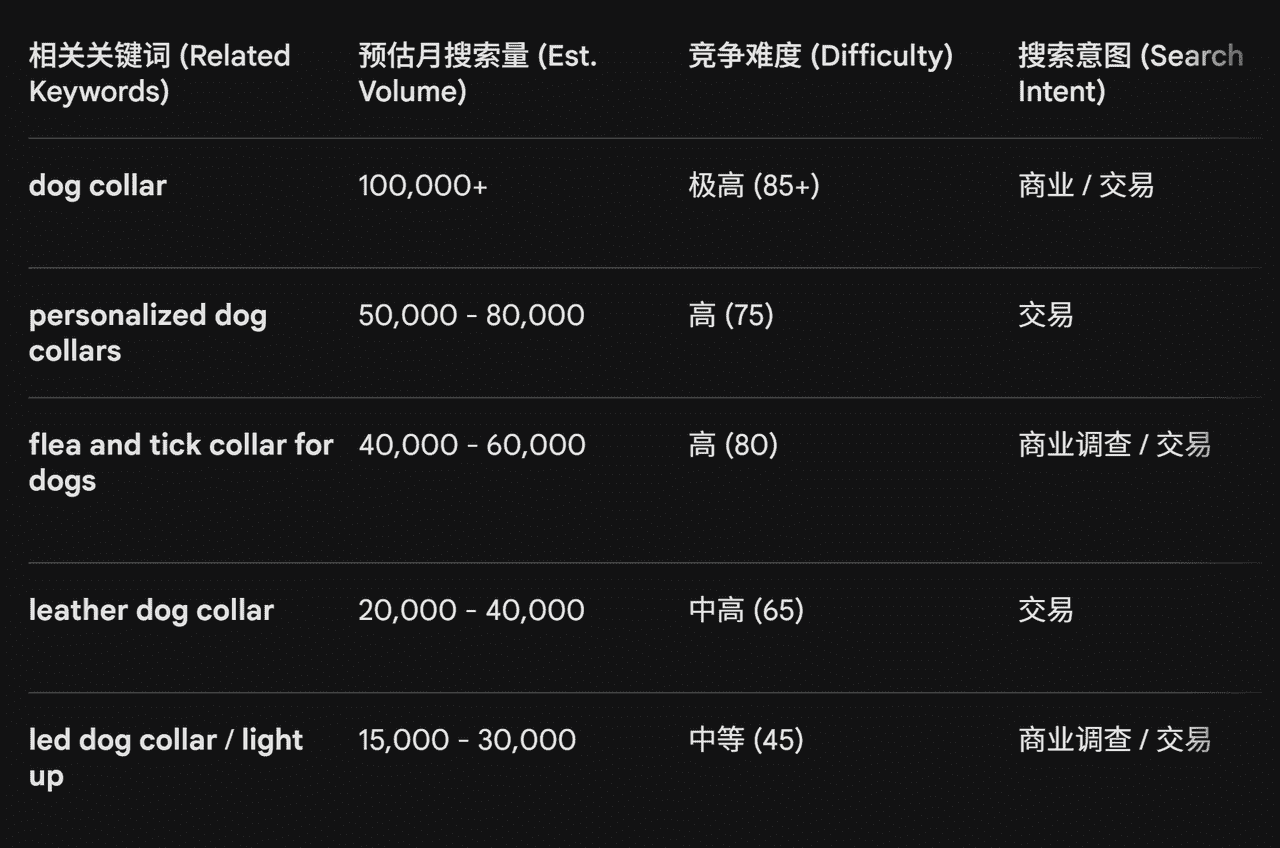 相关关键词 (Related Keywords) 预估月搜索量 (Est. Volume) 竞争难度 (Difficulty) 搜索意图 (Search Intent)
dog collar 100,000+ 极高 (85+) 商业 / 交易
personalized dog collars 50,000 - 80,000 高 (75) 交易
flea and tick collar for dogs 40,000 - 60,000 高 (80) 商业调查 / 交易
leather dog collar 20,000 - 40,000 中高 (65) 交易
led dog collar / light up 15,000 - 30,000 中等 (45) 商业调查 / 交易